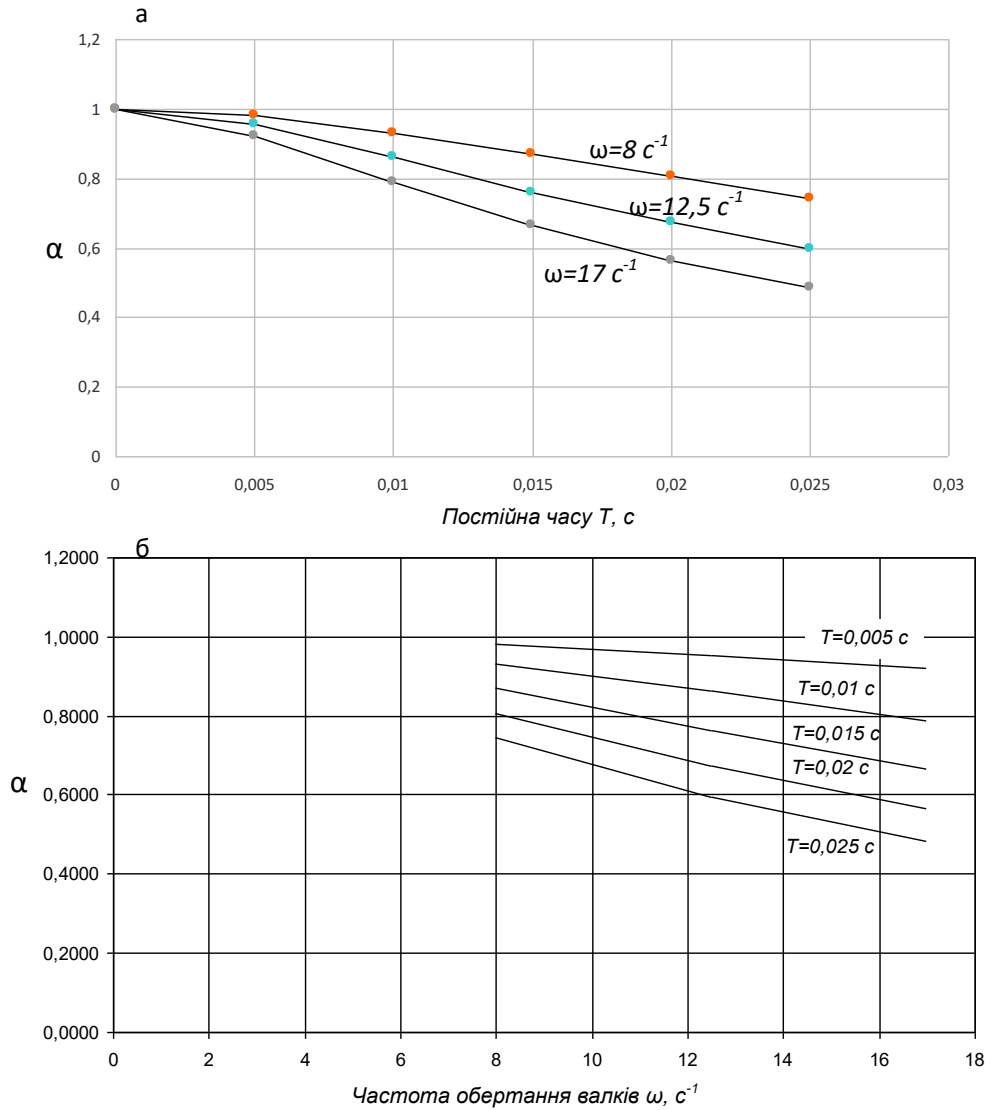 а
1,2
1
ω=8 c⁻¹
0,8
ω=12,5 c⁻¹
α
0,6
ω=17 c⁻¹
0,4
0,2
0
0 0,005 0,01 0,015 0,02 0,025 0,03
Постійна часу T, с
б
1,2000
1,0000
T=0,005 c
T=0,01 c
0,8000
T=0,015 c
T=0,02 c
α
0,6000
T=0,025 c
0,4000
0,2000
0,0000
0 2 4 6 8 10 12 14 16 18
Частота обертання валків ω, с⁻¹